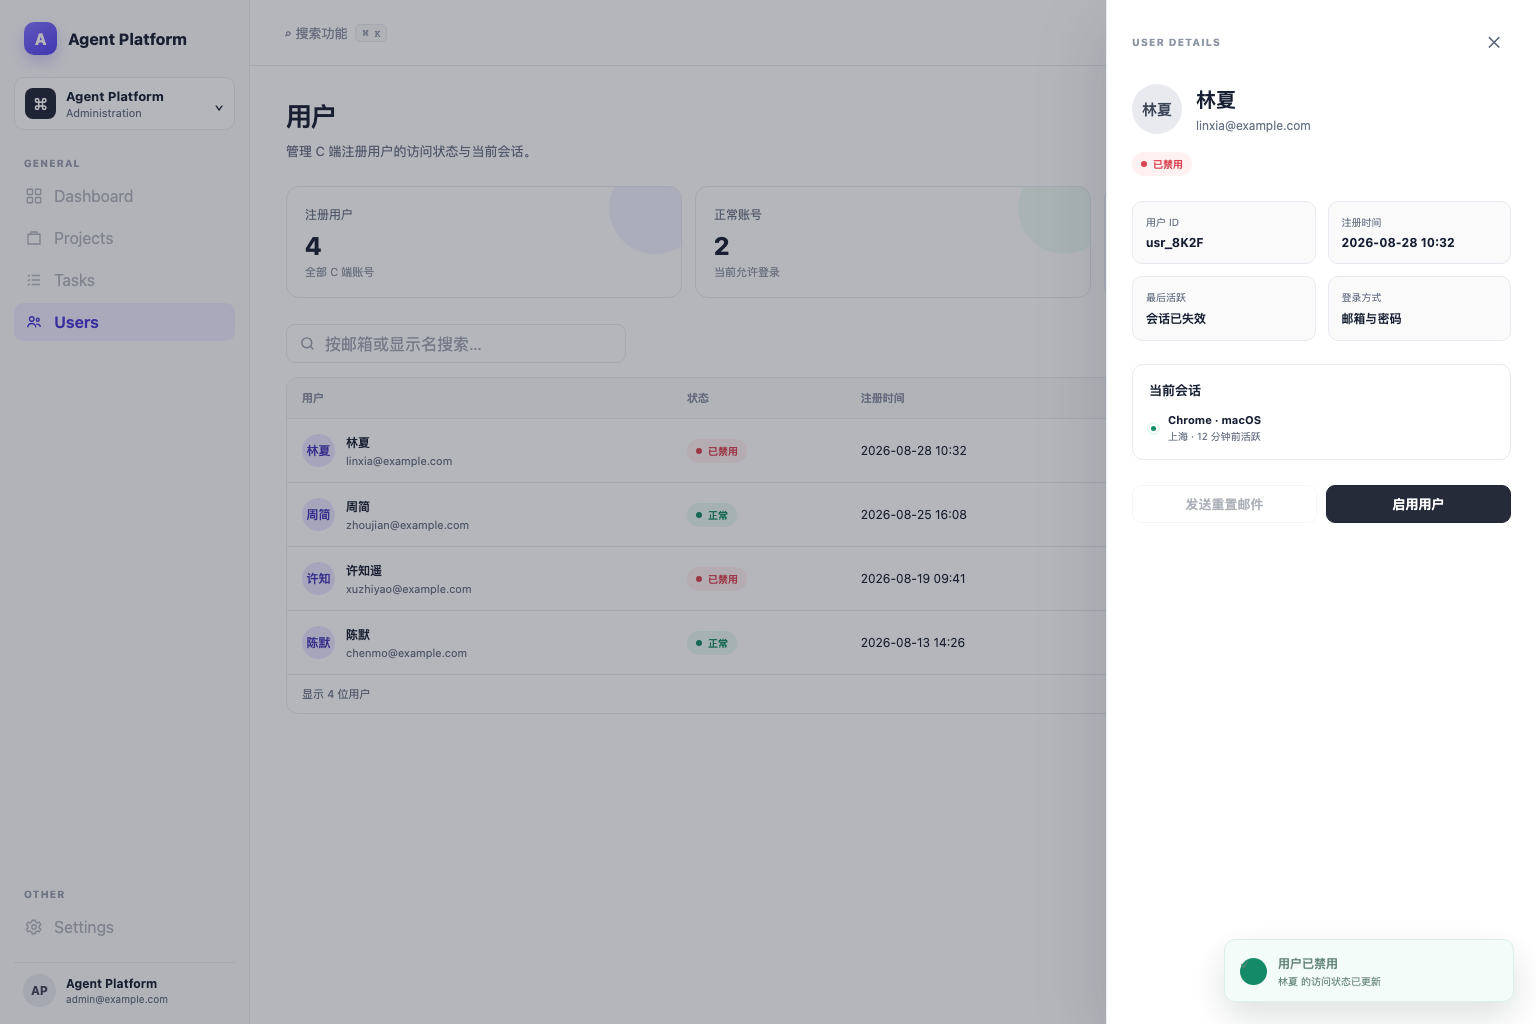 A Agent Platform
⌘ Agent Platform
Administration
GENERAL
Dashboard
Projects
Tasks
Users
OTHER
Settings
AP Agent Platform
admin@example.com
搜索功能 ⌘ K
用户
管理 C 端注册用户的访问状态与当前会话。
注册用户
4
全部 C 端账号
正常账号
2
当前允许登录
按邮箱或显示名搜索...
用户 状态 注册时间
林夏 林夏 已禁用 2026-08-28 10:32
linxia@example.com
周简 周简 正常 2026-08-25 16:08
zhoujian@example.com
许知 许知遥 已禁用 2026-08-19 09:41
xuzhiyao@example.com
陈默 陈默 正常 2026-08-13 14:26
chenmo@example.com
显示 4 位用户
USER DETAILS
林夏 林夏
linxia@example.com
已禁用
用户 ID
usr_8K2F
注册时间
2026-08-28 10:32
最后活跃
会话已失效
登录方式
邮箱与密码
当前会话
Chrome · macOS
上海 · 12 分钟前活跃
发送重置邮件 启用用户
用户已禁用
林夏 的访问状态已更新